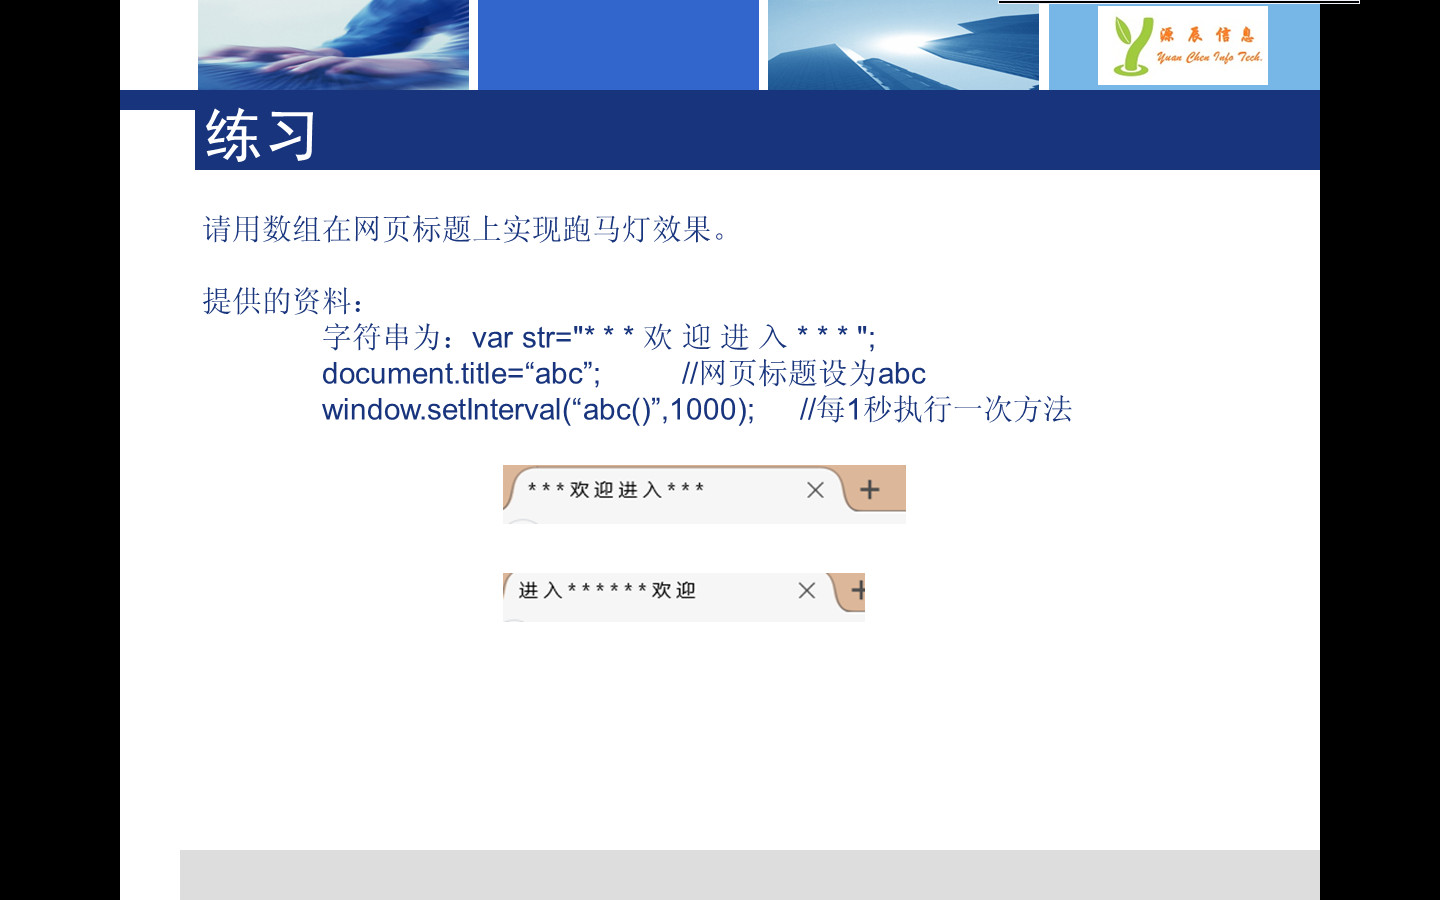 源 辰 信 息
Yuan Chen Info Tech.
练习
请用数组在网页标题上实现跑马灯效果。
提供的资料：
字符串为：var str="* * * 欢 迎 进 入 * * * ";
document.title=“abc”; //网页标题设为abc
window.setInterval(“abc()”,1000); //每1秒执行一次方法
* * * 欢 迎 进 入 * * *
进 入 * * * * * * 欢 迎